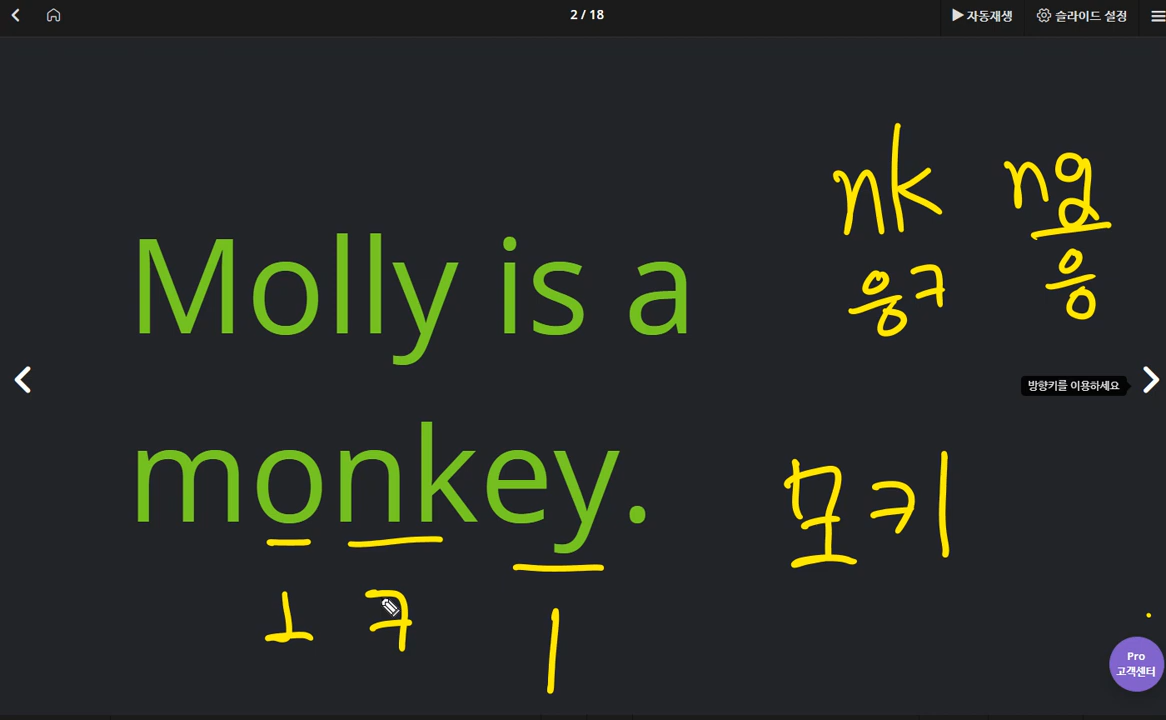 2 / 18
자동재생
슬라이드 설정
nk ng
응ㅋ 응
Molly is a
방향키를 이용하세요
monkey.
모키
ㅗ ㅋ ㅣ
Pro
고객센터